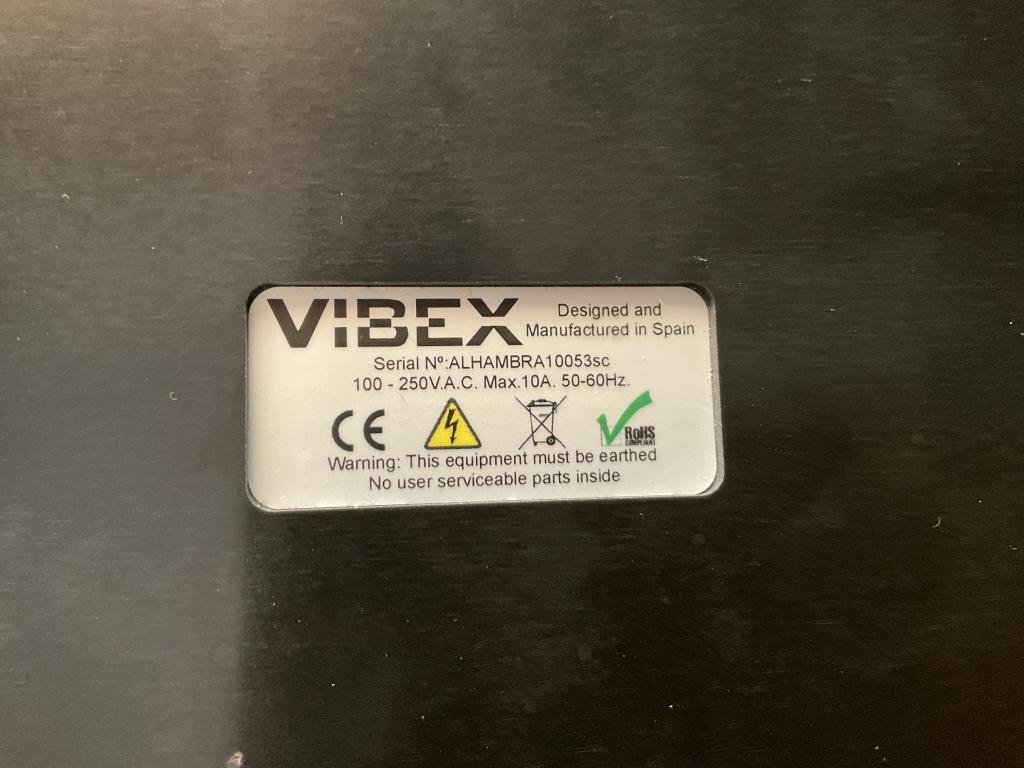 VIBEX
Designed and
Manufactured in Spain
Serial Nº:ALHAMBRA10053sc
100 - 250V.A.C. Max.10A. 50-60Hz.
CE
RoHS
COMPLIANT
Warning: This equipment must be earthed
No user serviceable parts inside